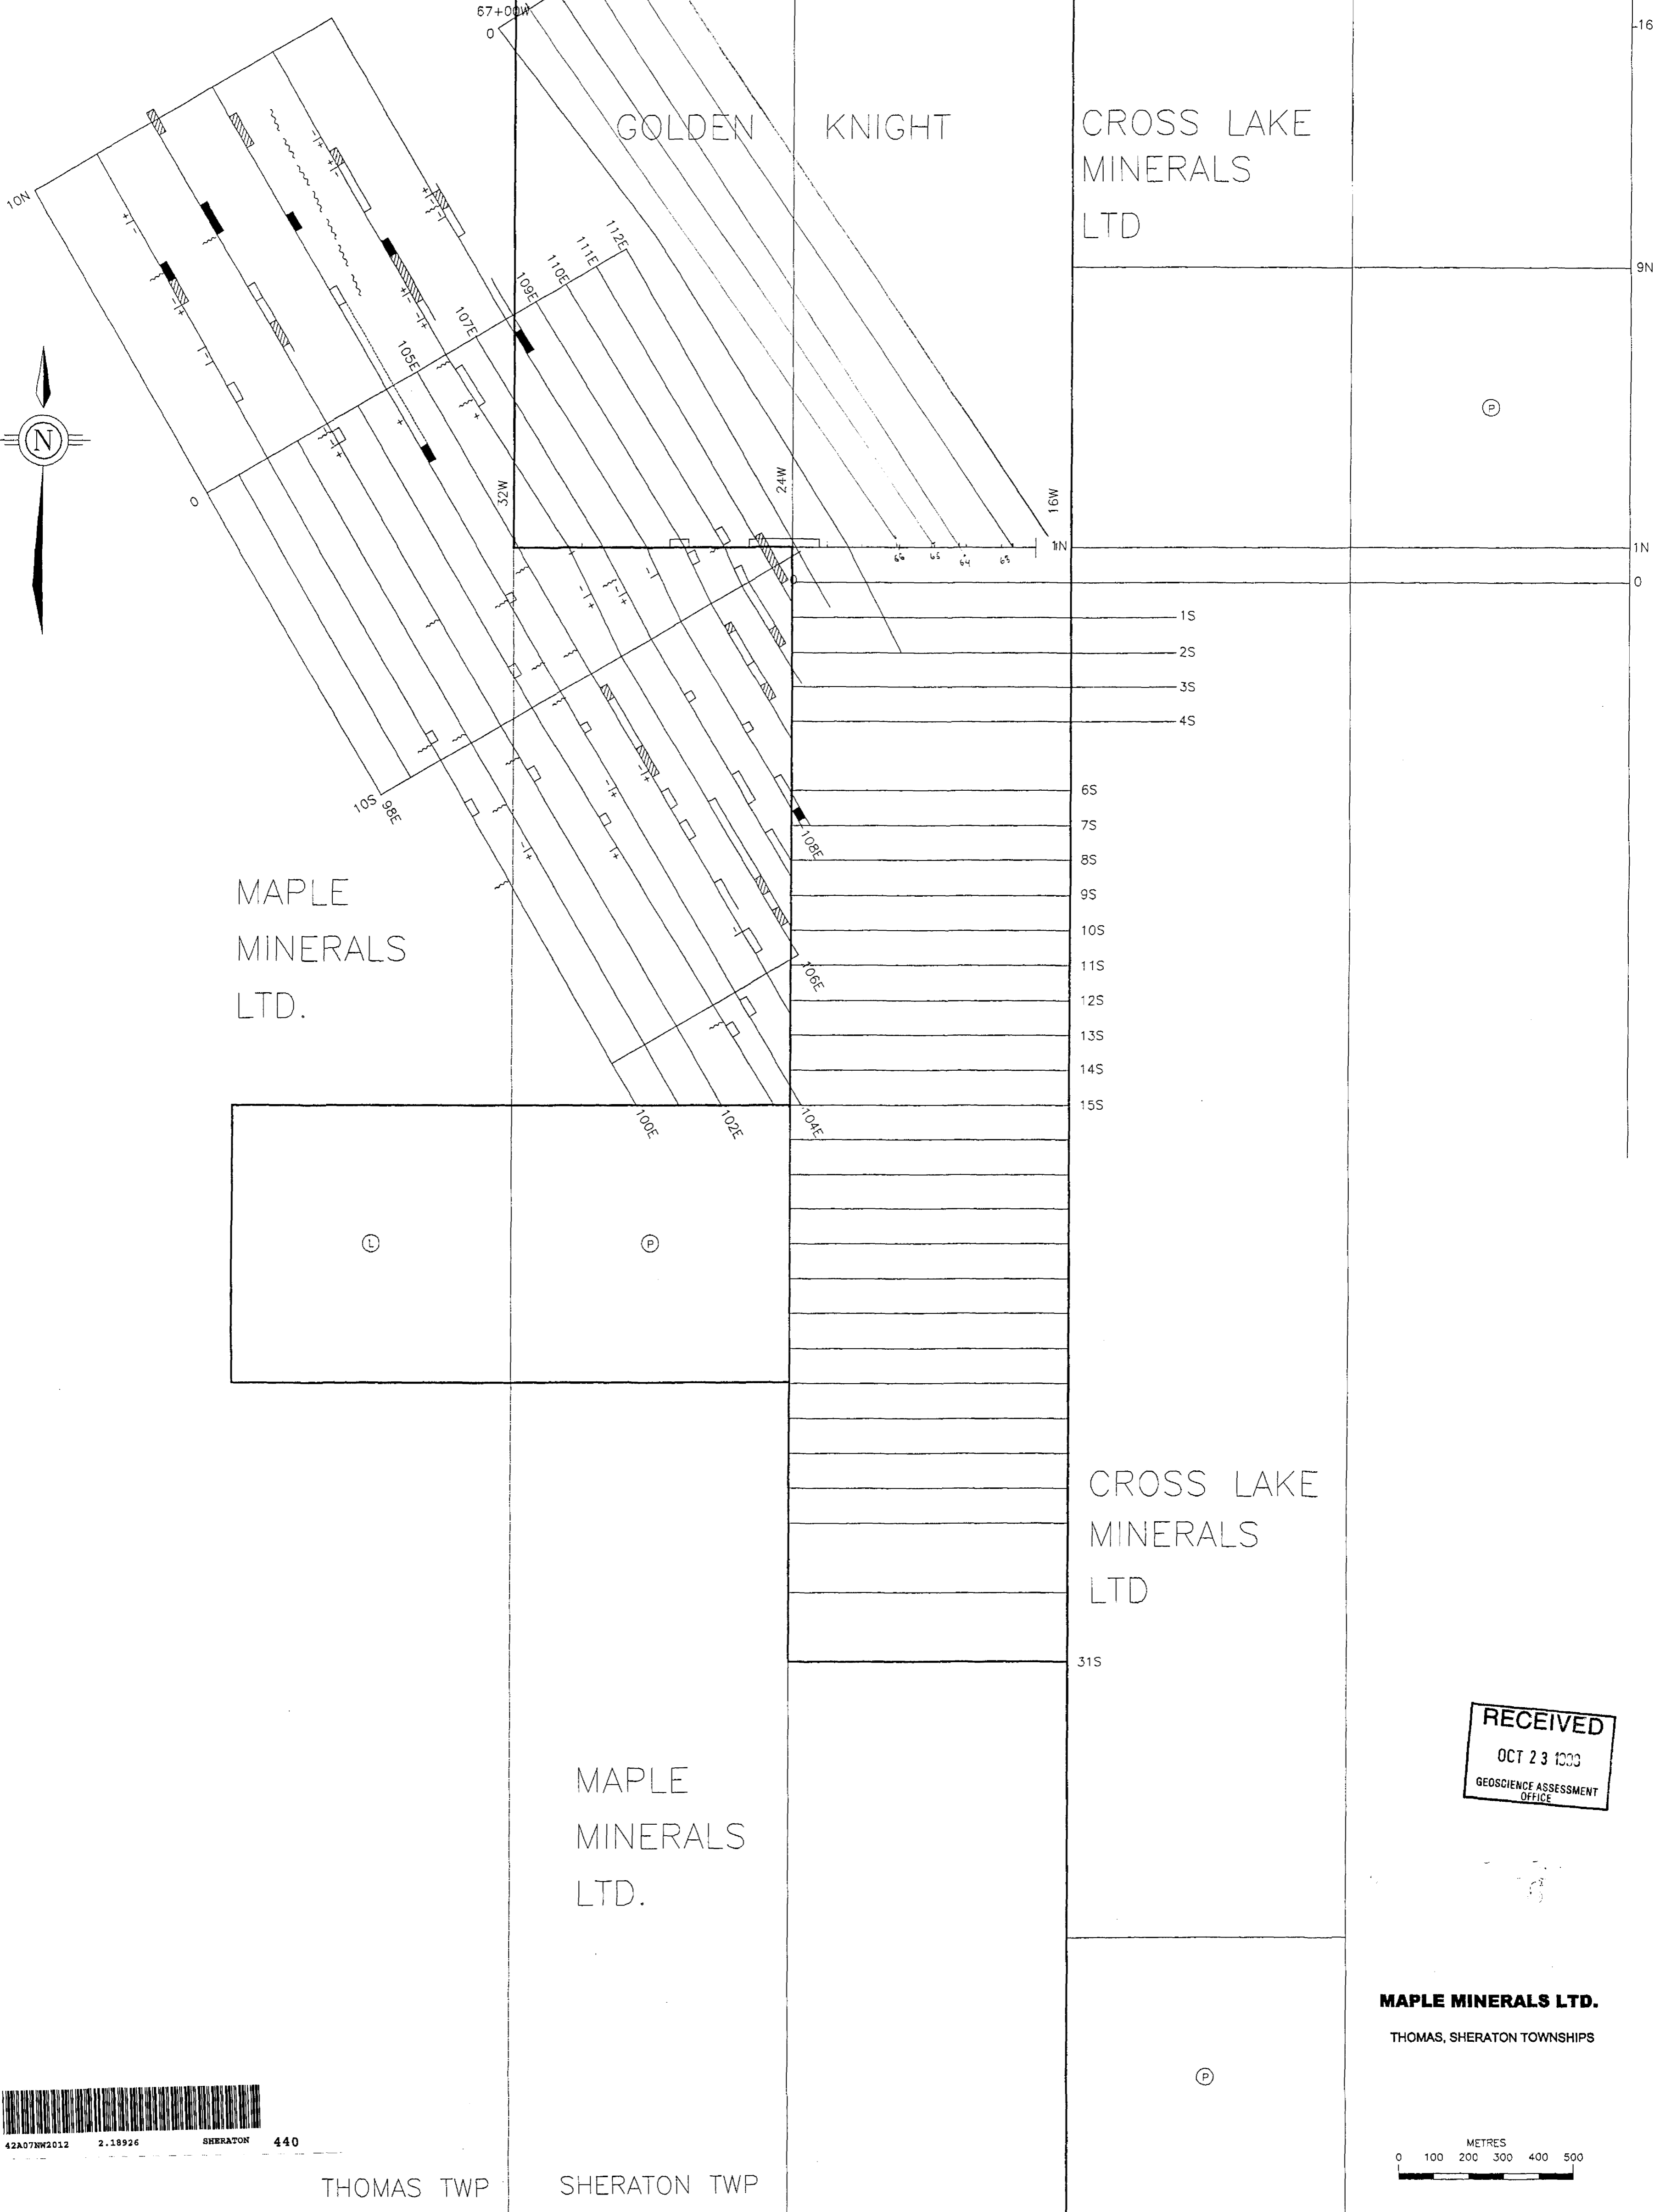 67+00W
0
16
GOLDEN KNIGHT
CROSS LAKE
MINERALS
LTD
10N
112E
111E
110E
109E
107E
105E
9N
P
N
0
32W
24W
16W
1N
1N
66 65 64 63
0
0
1S
2S
3S
4S
6S
7S
8S
9S
10S
11S
12S
13S
14S
15S
10S
98E
108E
106E
MAPLE
MINERALS
LTD.
100E
102E
104E
L
P
CROSS LAKE
MINERALS
LTD
31S
RECEIVED
OCT 23
GEOSCIENCE ASSESSMENT
OFFICE
MAPLE
MINERALS
LTD.
MAPLE MINERALS LTD.
THOMAS, SHERATON TOWNSHIPS
P
42A07NW2012 2.18926 SHERATON 440
METRES
0 100 200 300 400 500
THOMAS TWP
SHERATON TWP